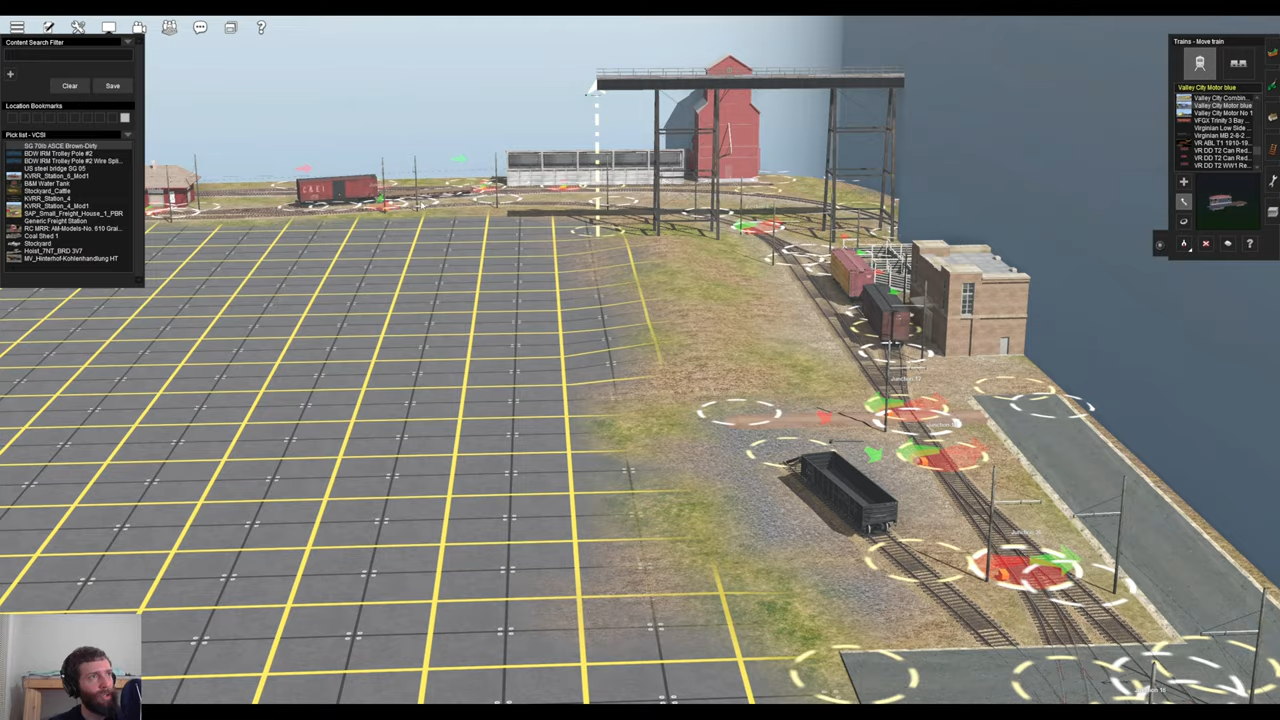 Content Search Filter
Clear
Save
Location Bookmarks
Pick list - VCSI
SG 70lb ASCE Brown-Dirty
BDW IRM Trolley Pole #2
BDW IRM Trolley Pole #2 Wire Spli...
US steel bridge SG 05m
KVRR_Station_6_Mod1
B&M Water Tank
Stockyard_Cattle
KVRR_Station_4
KVRR_Station_4_Mod1
SAP_Small_Freight_House_1_PBR
Generic Freight Station
RC MRR: AM-Models-No. 610 Grai...
Coal Shed 1
Stockyard
Hoist_7NT_BRD 3V7
MV_Hinterhof-Kohlenhandlung HT
Trains - Move train
Valley City Motor blue
Valley City Combin...
Valley City Motor blue
Valley City Motor No 1
VFGX Trinity 3 Bay ...
Virginian Low Side ...
Virginian MB 2-8-2 ...
VR ABL T1 1910-19...
VR DD T2 Can Red...
VR DD T2 Can Red...
VR DD T2 WW1 Re...
Junction 12